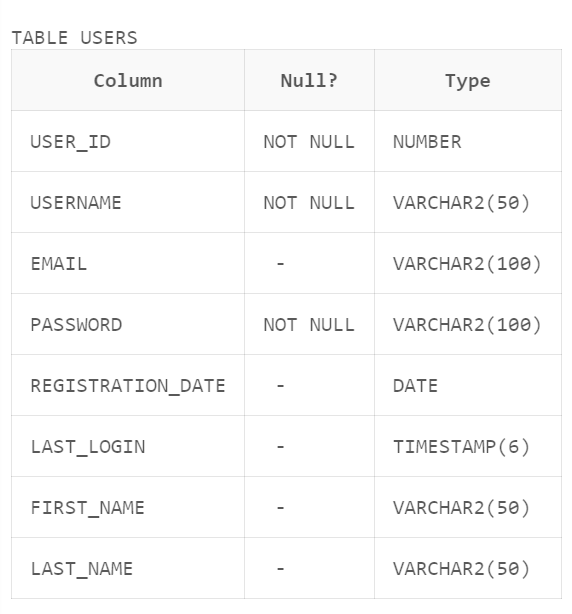 TABLE USERS
Column Null? Type
USER_ID NOT NULL NUMBER
USERNAME NOT NULL VARCHAR2(50)
EMAIL - VARCHAR2(100)
PASSWORD NOT NULL VARCHAR2(100)
REGISTRATION_DATE - DATE
LAST_LOGIN - TIMESTAMP(6)
FIRST_NAME - VARCHAR2(50)
LAST_NAME - VARCHAR2(50)